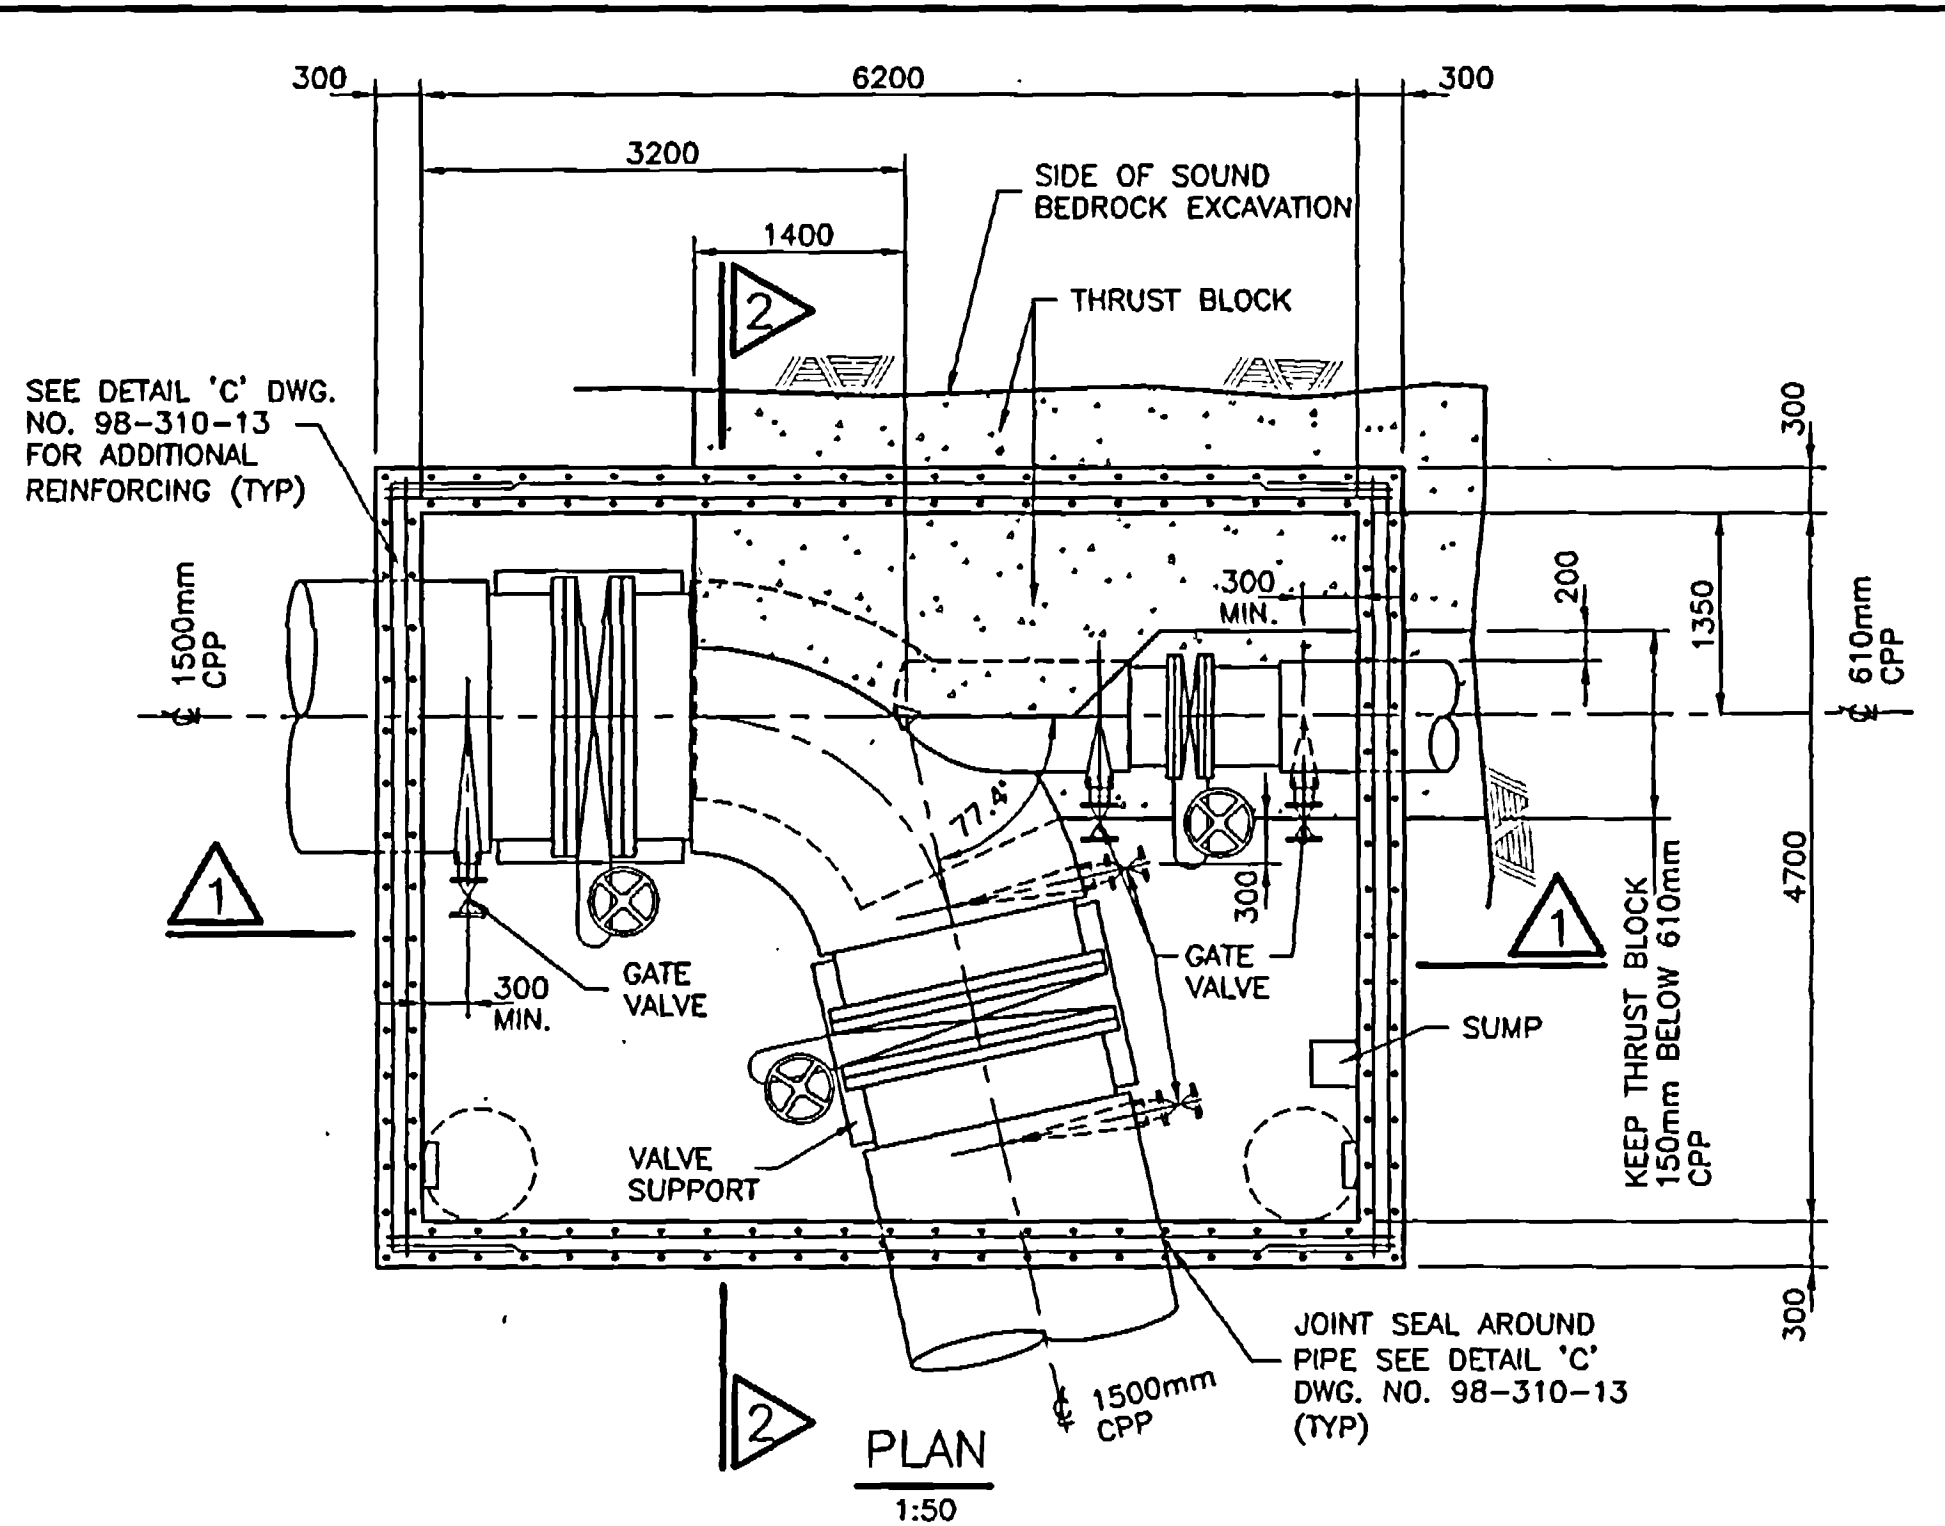 300
6200
300
3200
SIDE OF SOUND
BEDROCK EXCAVATION
1400
2
THRUST BLOCK
SEE DETAIL 'C' DWG.
NO. 98-310-13
FOR ADDITIONAL
REINFORCING (TYP)
300
300
MIN.
200
1350
℄ 1500mm
CPP
℄ 610mm
CPP
77.4°
1
300
4700
1
GATE
VALVE
GATE
VALVE
300
MIN.
SUMP
KEEP THRUST BLOCK
150mm BELOW 610mm
CPP
VALVE
SUPPORT
300
JOINT SEAL AROUND
PIPE SEE DETAIL 'C'
DWG. NO. 98-310-13
(TYP)
℄ 1500mm
CPP
2
PLAN
1:50